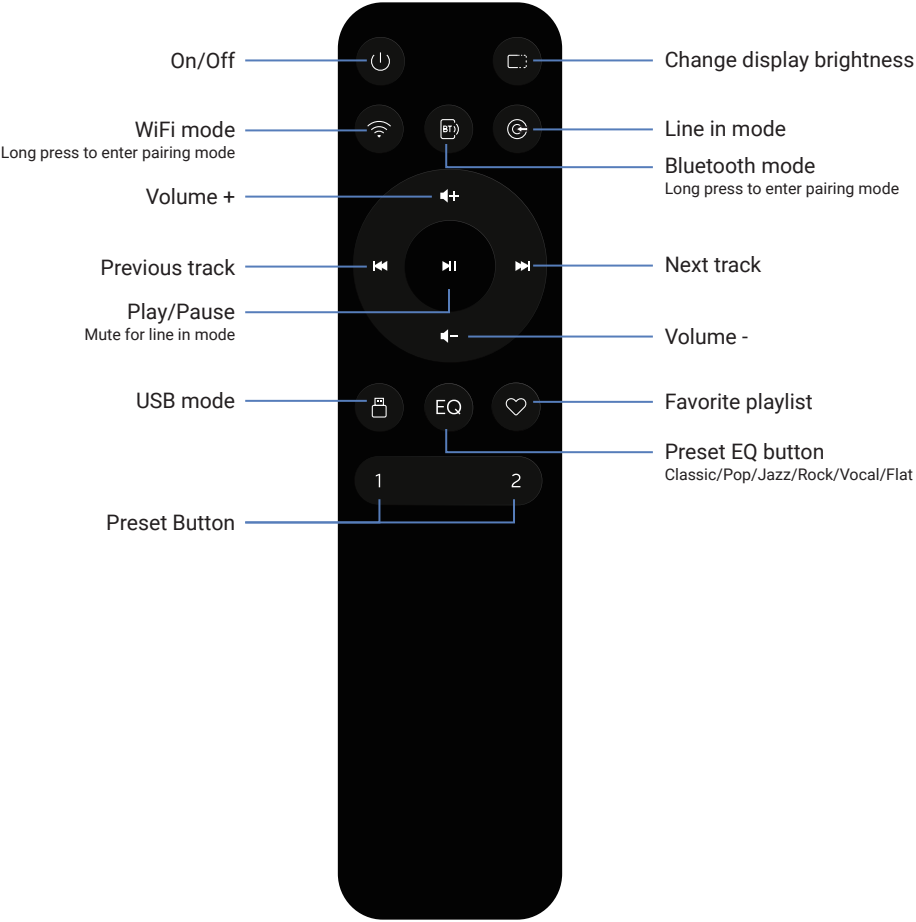 On/Off
Change display brightness
WiFi mode
Long press to enter pairing mode
BT
Line in mode
Bluetooth mode
Long press to enter pairing mode
Volume +
Previous track
Next track
Play/Pause
Mute for line in mode
Volume -
USB mode
EQ
Favorite playlist
Preset EQ button
Classic/Pop/Jazz/Rock/Vocal/Flat
1 2
Preset Button